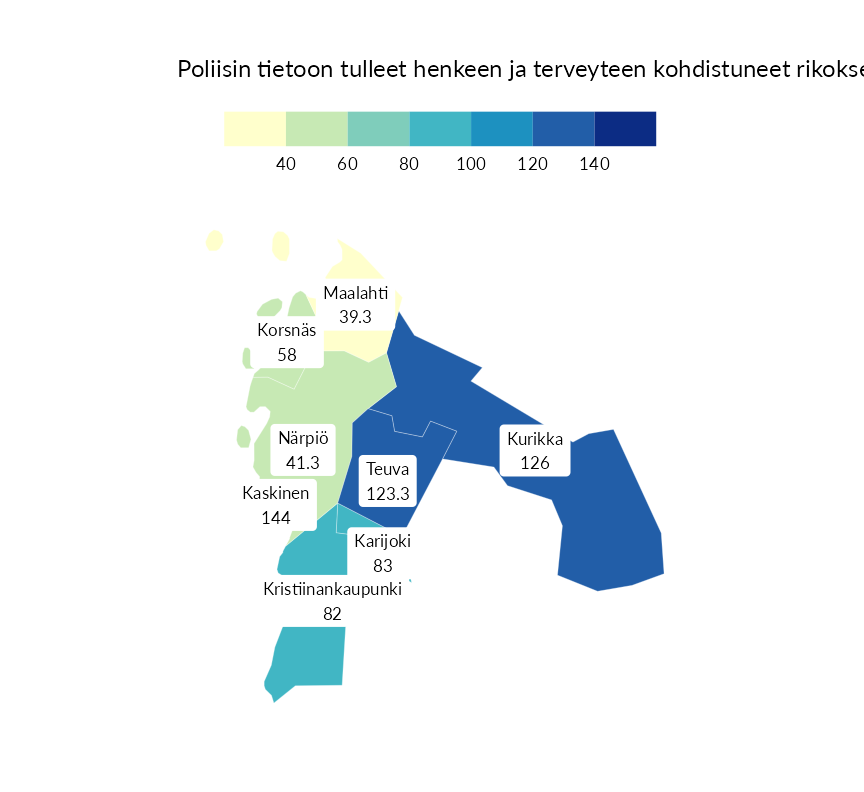 Poliisin tietoon tulleet henkeen ja terveyteen kohdistuneet
40 60 80 100 120 140
Maalahti
39.3
Korsnäs
58
Närpiö
41.3
Kurikka
126
Teuva
123.3
Kaskinen
144
Karijoki
83
Kristiinankaupunki
82